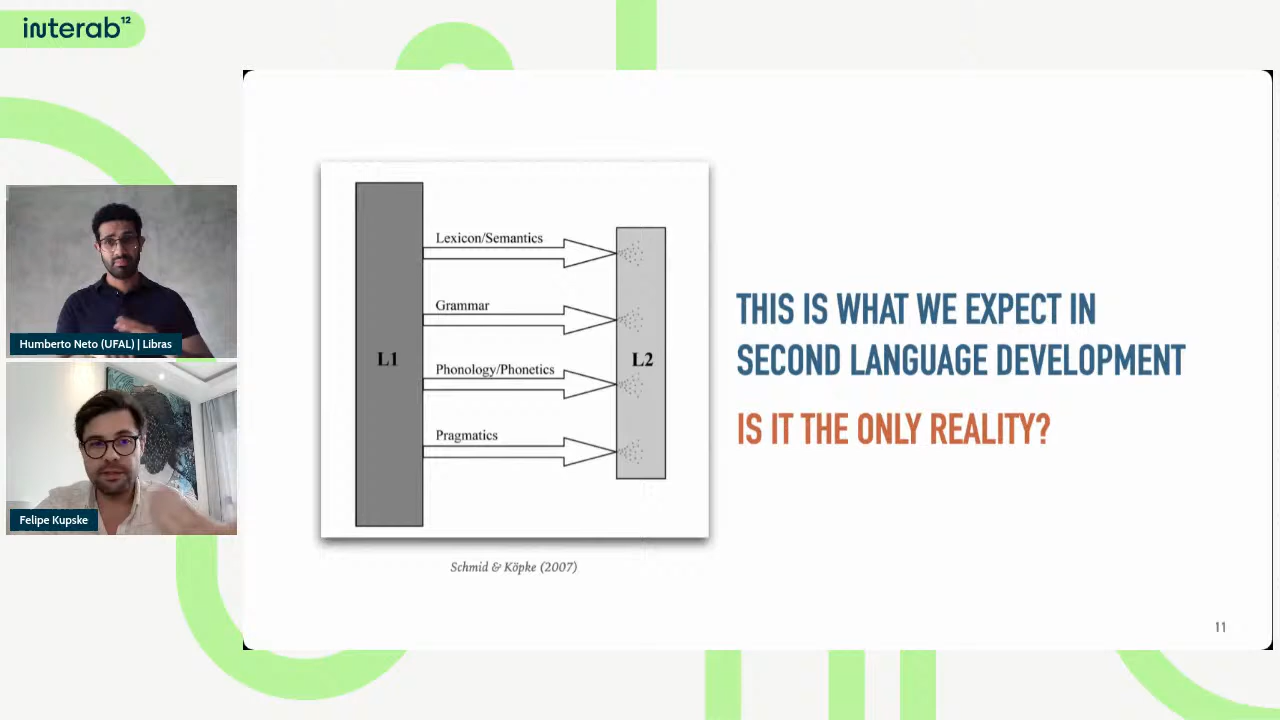 interab¹²
Humberto Neto (UFAL) | Libras
Felipe Kupske
L1
Lexicon/Semantics
Grammar
Phonology/Phonetics
Pragmatics
L2
Schmid & Köpke (2007)
THIS IS WHAT WE EXPECT IN
SECOND LANGUAGE DEVELOPMENT
IS IT THE ONLY REALITY?
11